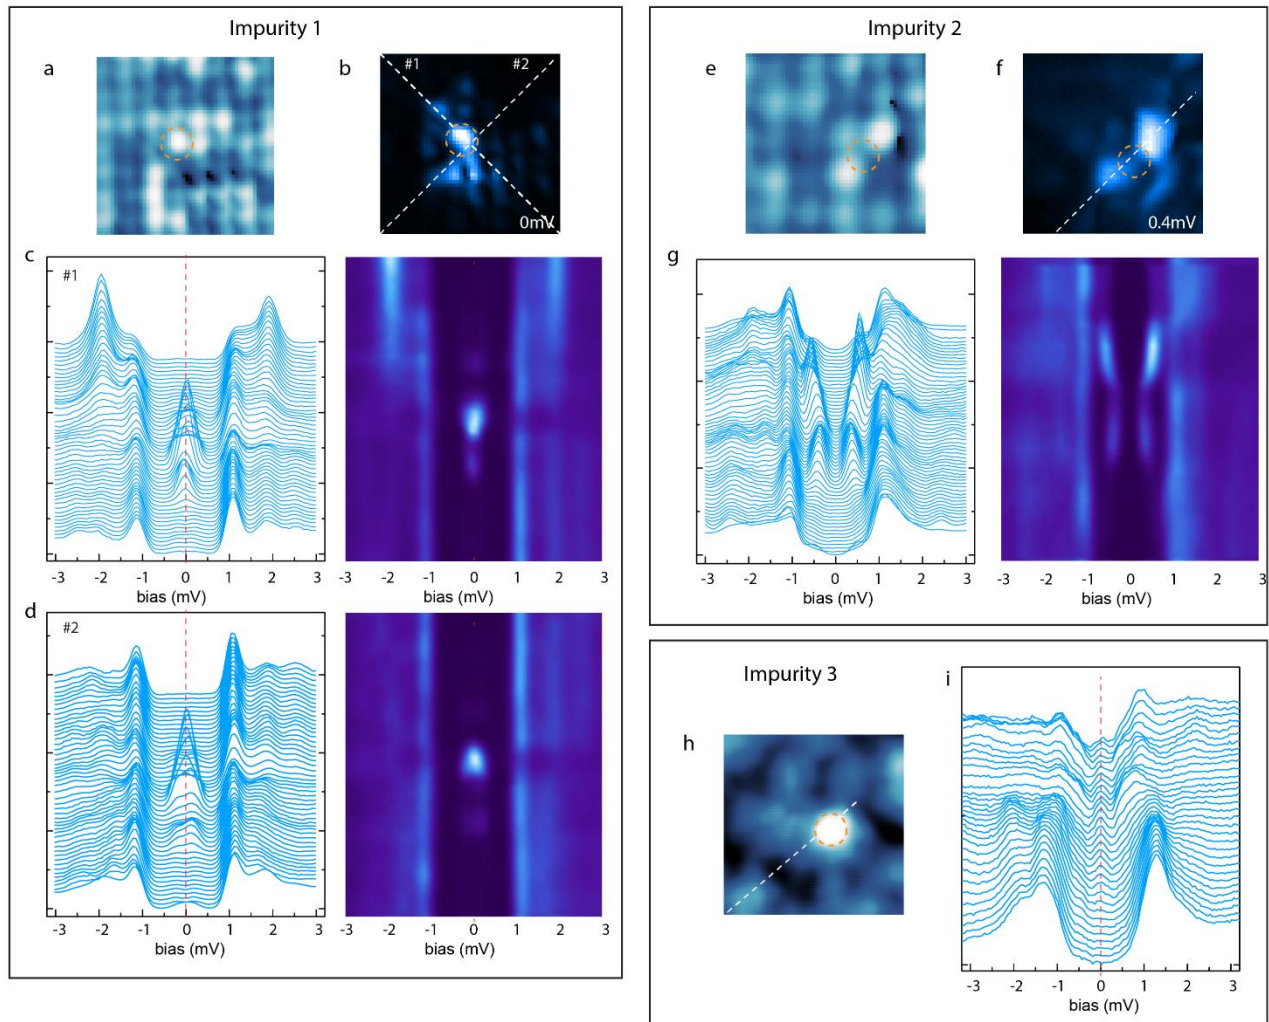 Impurity 1
a
b
#1
#2
0mV
c
#1
-3 -2 -1 0 1 2 3
bias (mV)
-3 -2 -1 0 1 2 3
bias (mV)
d
#2
-3 -2 -1 0 1 2 3
bias (mV)
-3 -2 -1 0 1 2 3
bias (mV)
Impurity 2
e
f
0.4mV
g
-3 -2 -1 0 1 2 3
bias (mV)
-3 -2 -1 0 1 2 3
bias (mV)
Impurity 3
h
i
-3 -2 -1 0 1 2 3
bias (mV)